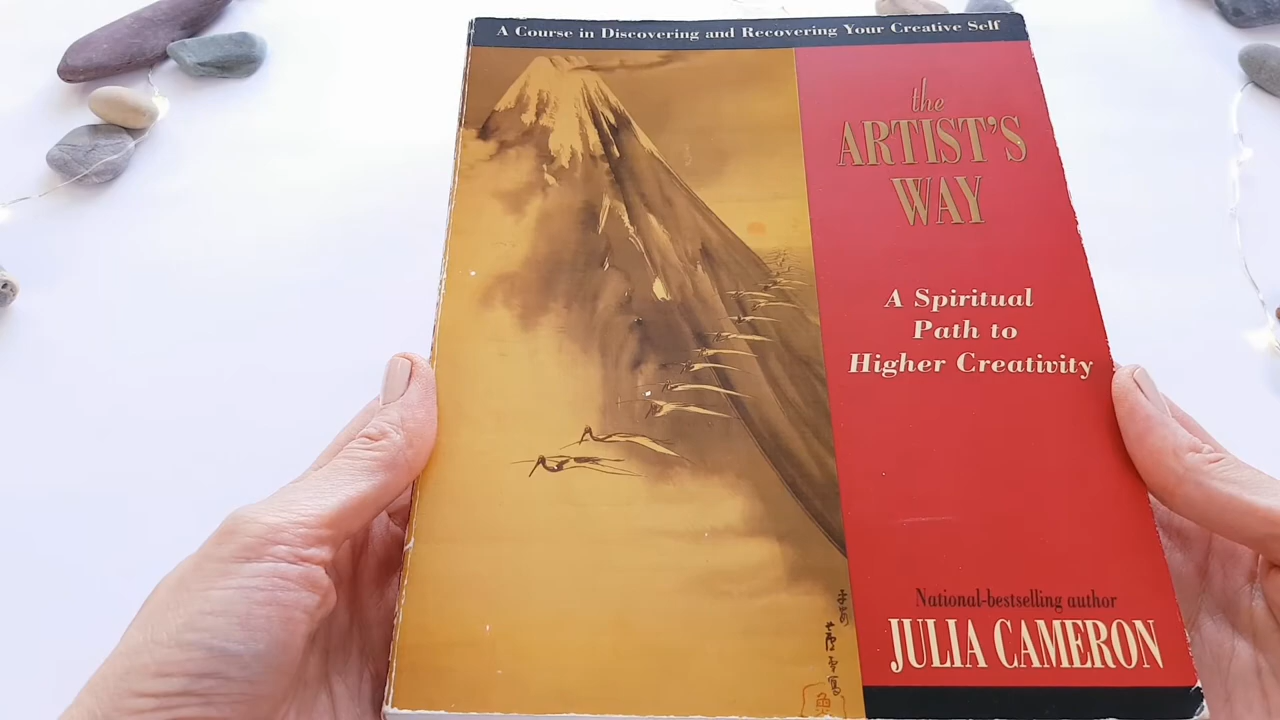 A Course in Discovering and Recovering Your Creative Self
the
ARTIST'S
WAY
A Spiritual
Path to
Higher Creativity
National-bestselling author
JULIA CAMERON